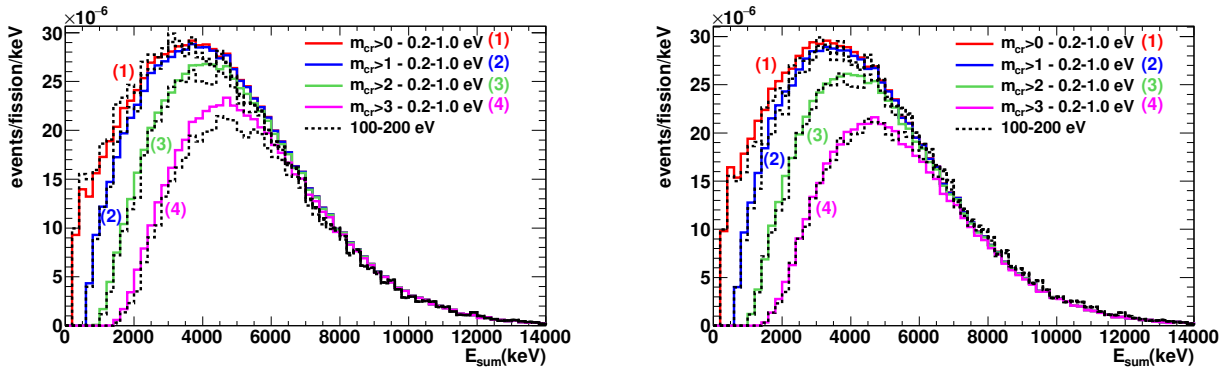 ×10⁻⁶
events/fission/keV
30
25
20
15
10
5
0
m_cr>0 - 0.2-1.0 eV (1)
m_cr>1 - 0.2-1.0 eV (2)
m_cr>2 - 0.2-1.0 eV (3)
m_cr>3 - 0.2-1.0 eV (4)
100-200 eV
(1)
(2)
(3)
(4)
0 2000 4000 6000 8000 10000 12000 14000
E_sum(keV)
×10⁻⁶
events/fission/keV
30
25
20
15
10
5
0
m_cr>0 - 0.2-1.0 eV (1)
m_cr>1 - 0.2-1.0 eV (2)
m_cr>2 - 0.2-1.0 eV (3)
m_cr>3 - 0.2-1.0 eV (4)
100-200 eV
(1)
(2)
(3)
(4)
0 2000 4000 6000 8000 10000 12000 14000
E_sum(keV)